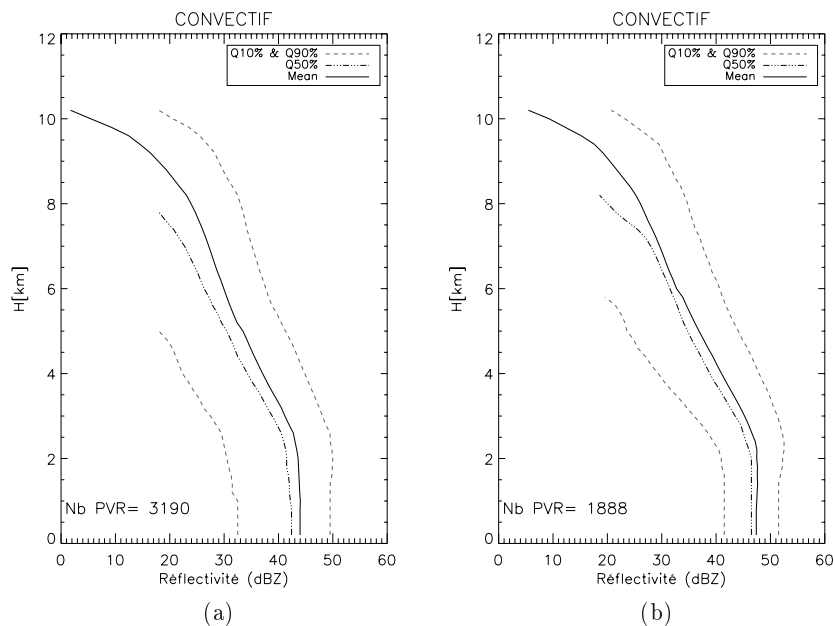 CONVECTIF
12
10
8
6
4
2
0
H[km]
Q10% & Q90%
Q50%
Mean
Nb PVR= 3190
0 10 20 30 40 50 60
Réflectivité (dBZ)
(a)
CONVECTIF
12
10
8
6
4
2
0
H[km]
Q10% & Q90%
Q50%
Mean
Nb PVR= 1888
0 10 20 30 40 50 60
Réflectivité (dBZ)
(b)